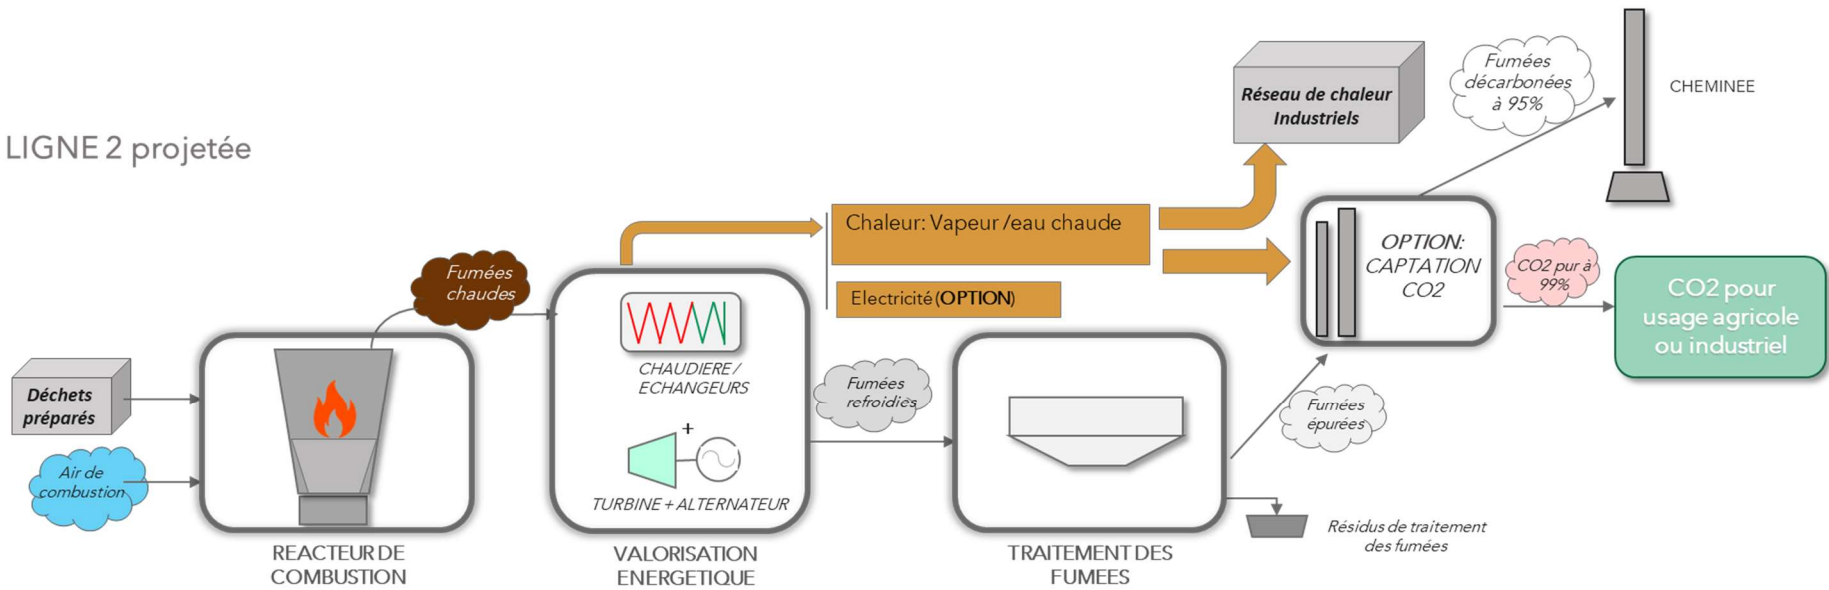 LIGNE 2 projetée
Déchets
préparés
Air de
combustion
REACTEUR DE
COMBUSTION
Fumées
chaudes
CHAUDIERE /
ECHANGEURS
+
TURBINE + ALTERNATEUR
VALORISATION
ENERGETIQUE
Chaleur: Vapeur /eau chaude
Electricité (OPTION)
Fumées
refroidies
TRAITEMENT DES
FUMEES
Réseau de chaleur
Industriels
Fumées
épurées
Résidus de traitement
des fumées
OPTION:
CAPTATION
CO2
Fumées
décarbonées
à 95%
CHEMINEE
CO2 pur à
99%
CO2 pour
usage agricole
ou industriel